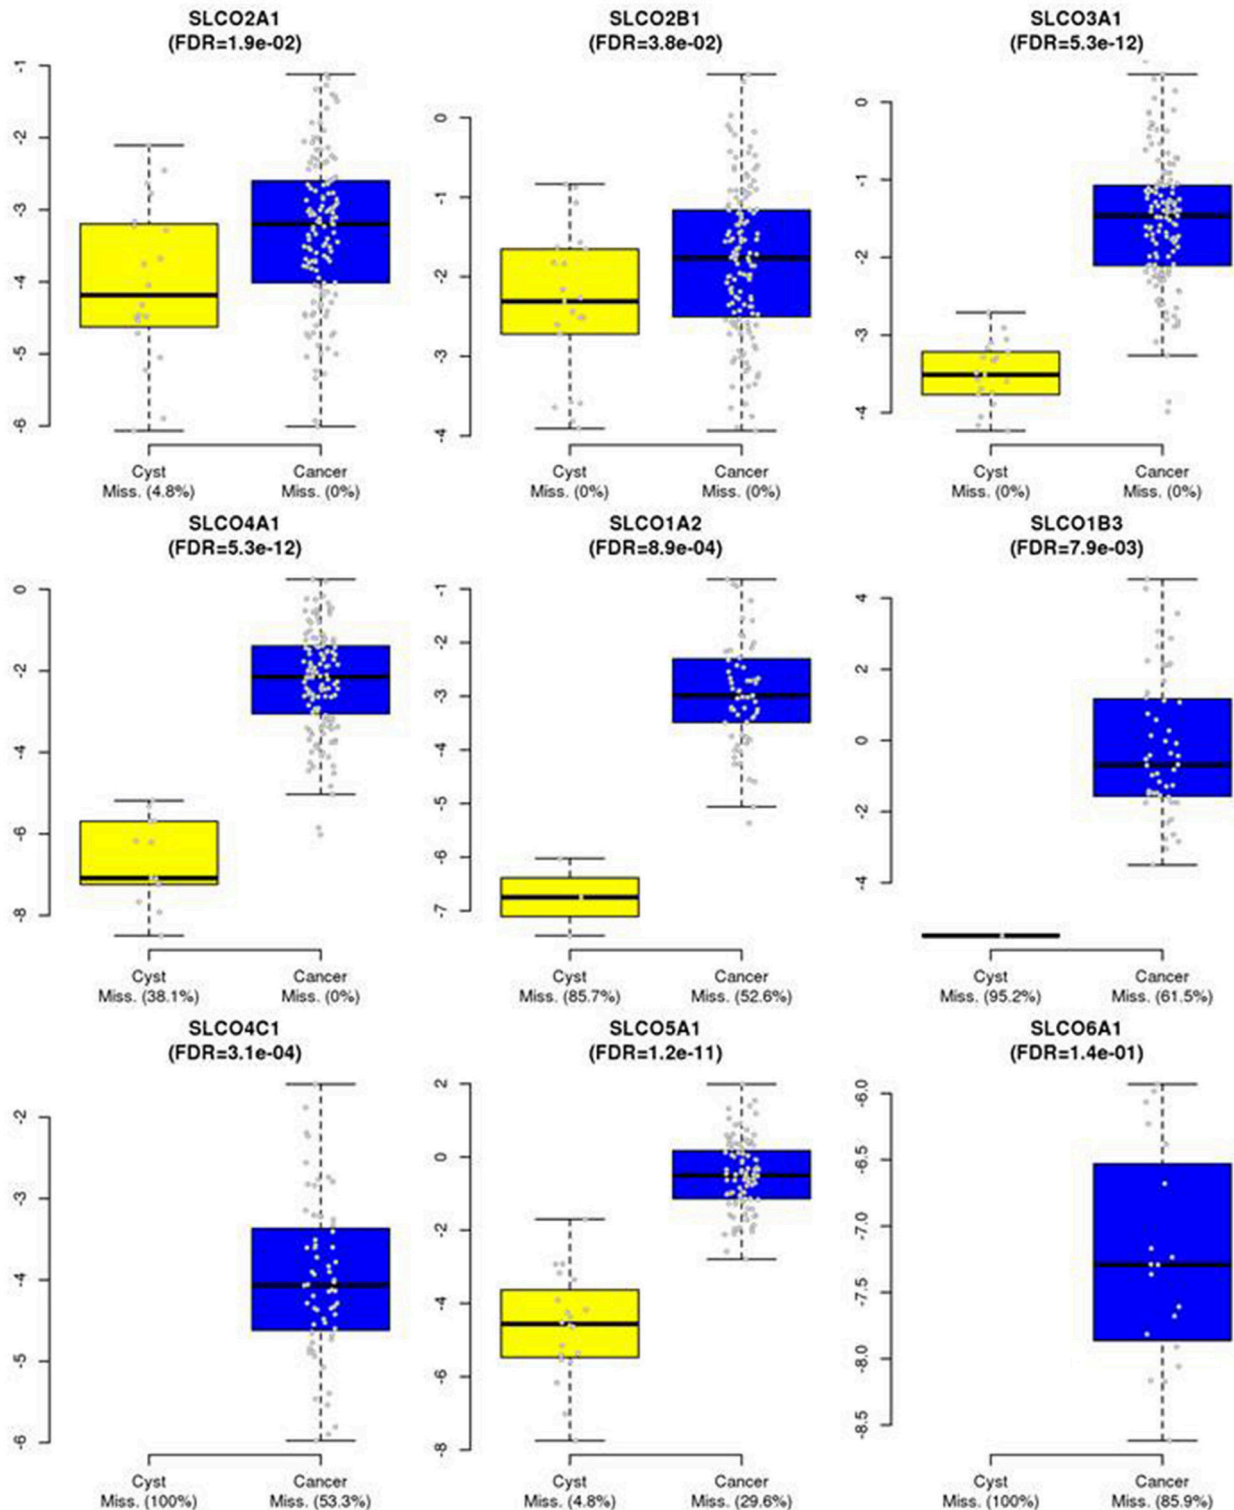 SLCO2A1
(FDR=1.9e-02)
SLCO2B1
(FDR=3.8e-02)
SLCO3A1
(FDR=5.3e-12)
-1
-2
-3
-4
-5
-6
0
-1
-2
-3
-4
0
-1
-2
-3
-4
Cyst
Miss. (4.8%)
Cancer
Miss. (0%)
Cyst
Miss. (0%)
Cancer
Miss. (0%)
Cyst
Miss. (0%)
Cancer
Miss. (0%)
SLCO4A1
(FDR=5.3e-12)
SLCO1A2
(FDR=8.9e-04)
SLCO1B3
(FDR=7.9e-03)
0
-2
-4
-6
-8
-1
-2
-3
-4
-5
-6
-7
4
2
0
-2
-4
Cyst
Miss. (38.1%)
Cancer
Miss. (0%)
Cyst
Miss. (85.7%)
Cancer
Miss. (52.6%)
Cyst
Miss. (95.2%)
Cancer
Miss. (61.5%)
SLCO4C1
(FDR=3.1e-04)
SLCO5A1
(FDR=1.2e-11)
SLCO6A1
(FDR=1.4e-01)
-2
-3
-4
-5
-6
2
0
-2
-4
-6
-8
-6.0
-6.5
-7.0
-7.5
-8.0
-8.5
Cyst
Miss. (100%)
Cancer
Miss. (53.3%)
Cyst
Miss. (4.8%)
Cancer
Miss. (29.6%)
Cyst
Miss. (100%)
Cancer
Miss. (85.9%)